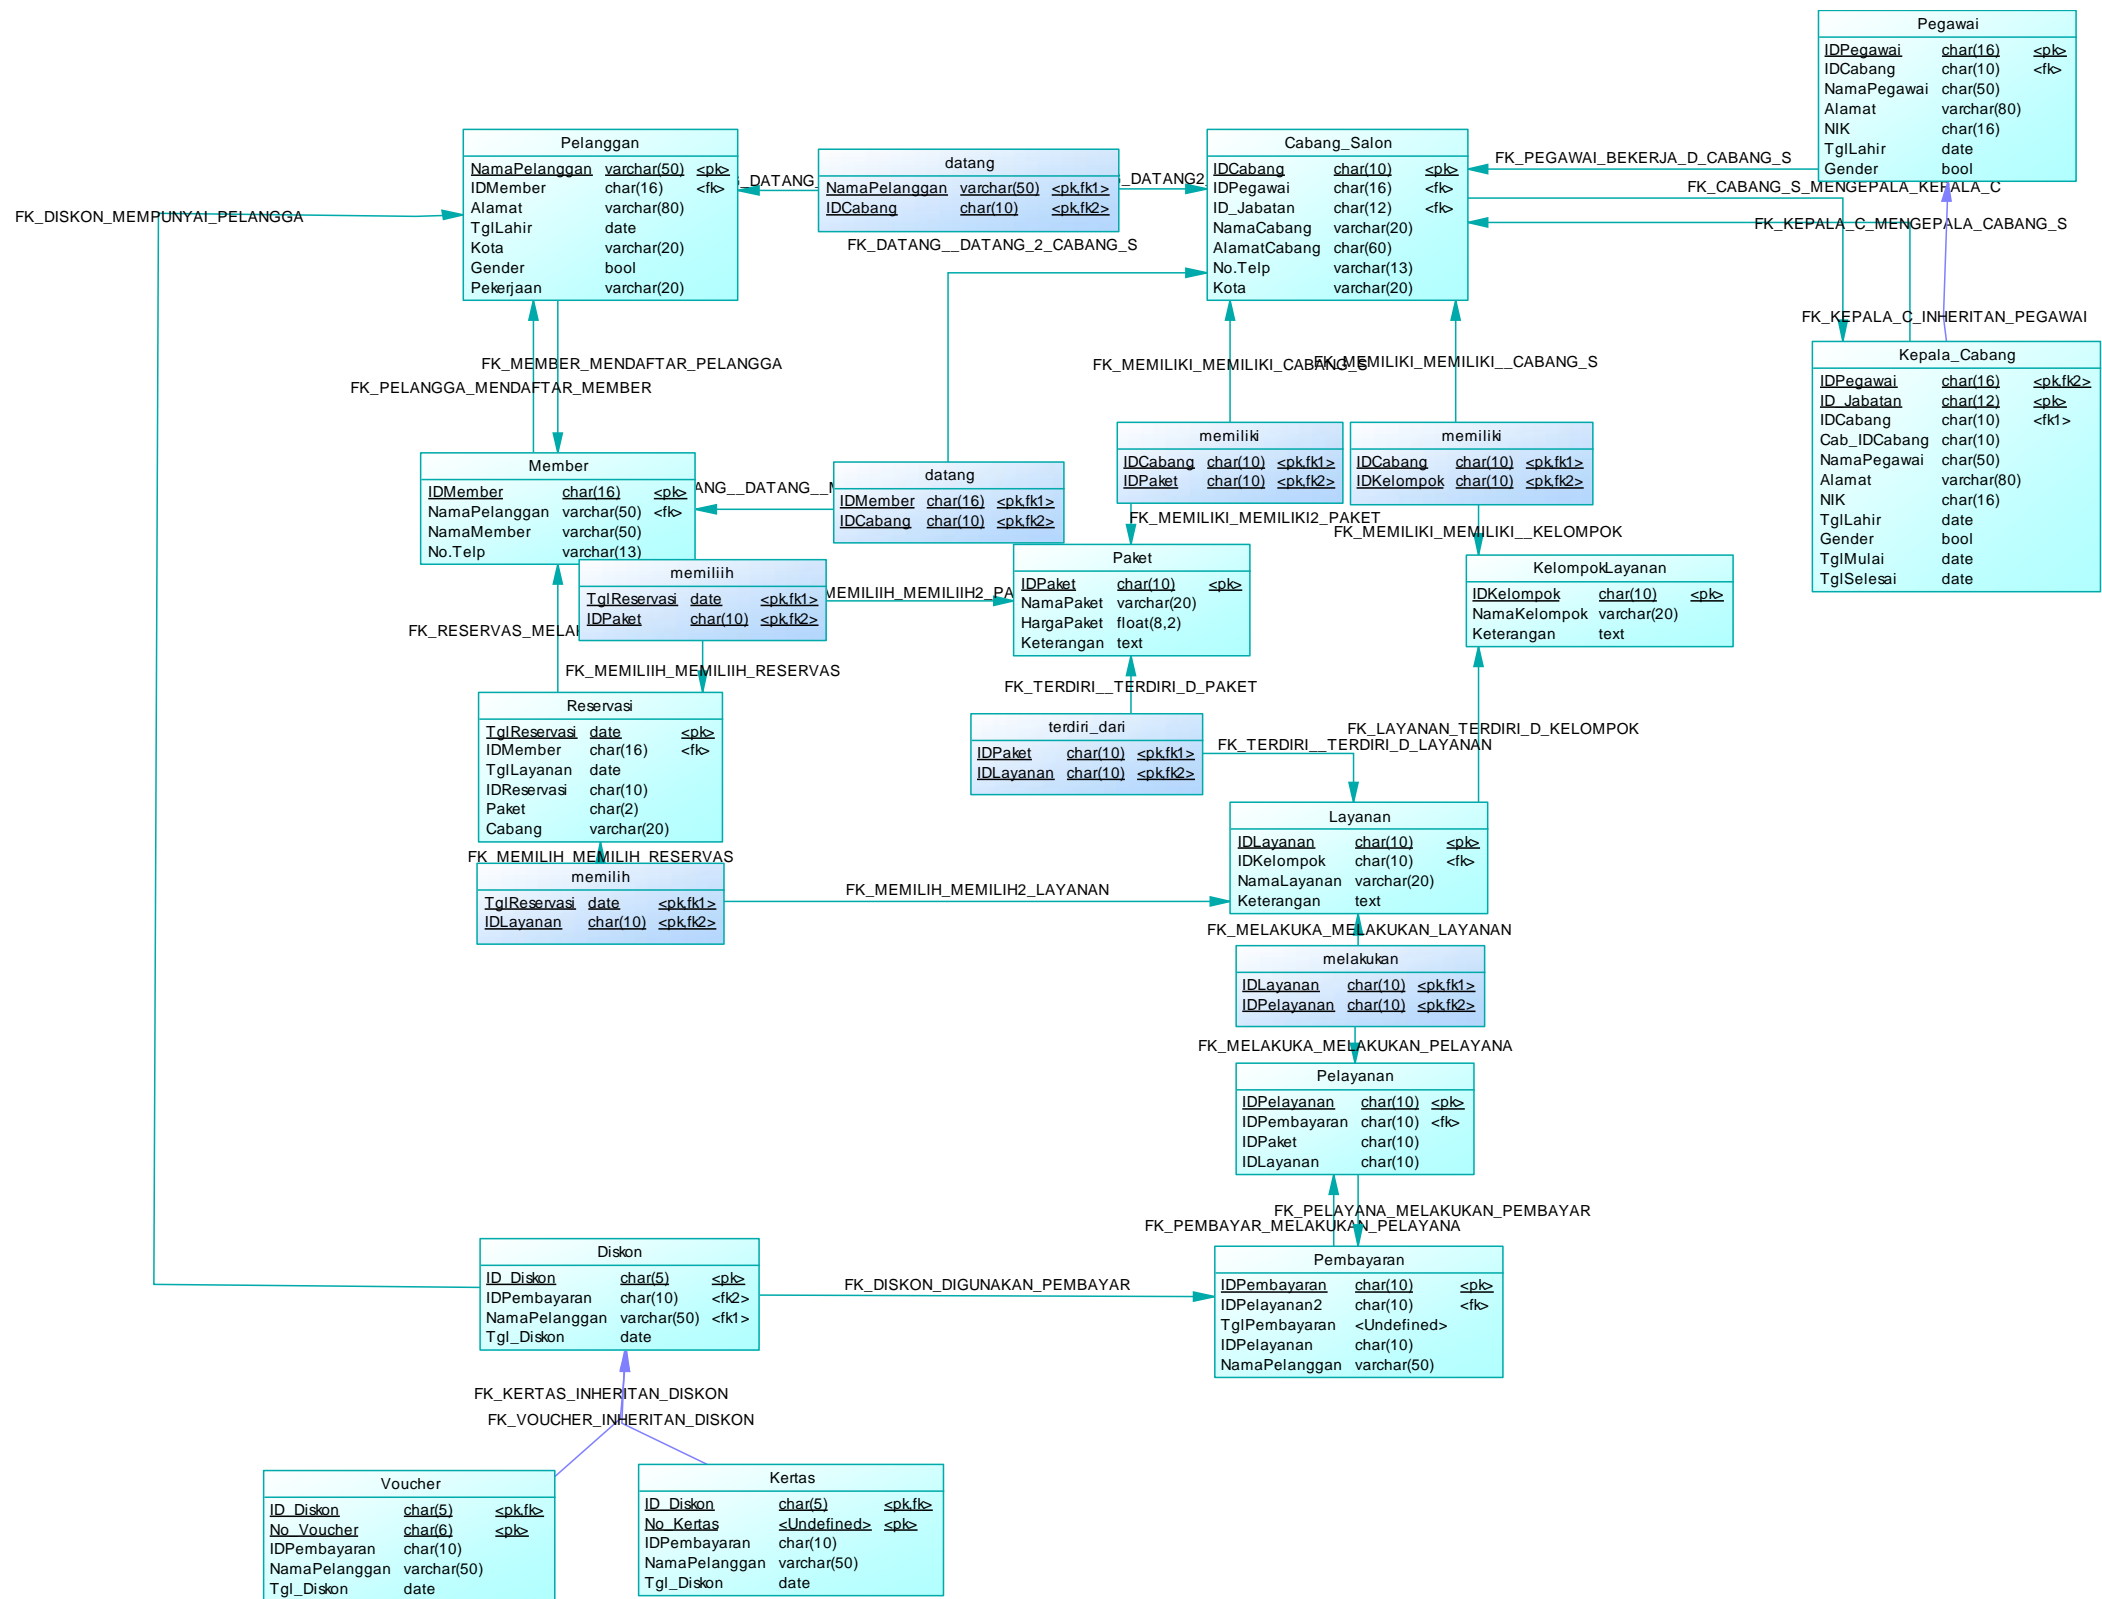 Pegawai
IDPegawai char(16) <pk>
IDCabang char(10) <fk>
NamaPegawai char(50)
Alamat varchar(80)
NIK char(16)
TglLahir date
Gender bool
Pelanggan
NamaPelanggan varchar(50) <pk>
IDMember char(16) <fk>
Alamat varchar(80)
TglLahir date
Kota varchar(20)
Gender bool
Pekerjaan varchar(20)
datang
NamaPelanggan varchar(50) <pk,fk1>
IDCabang char(10) <pk,fk2>
Cabang_Salon
IDCabang char(10) <pk>
IDPegawai char(16) <fk>
ID_Jabatan char(12) <fk>
NamaCabang varchar(20)
AlamatCabang char(60)
No.Telp varchar(13)
Kota varchar(20)
FK_PEGAWAI_BEKERJA_D_CABANG_S
FK_CABANG_S_MENGEPALA_KEPALA_C
FK_KEPALA_C_MENGEPALA_CABANG_S
FK_KEPALA_C_INHERITAN_PEGAWAI
FK_DISKON_MEMPUNYAI_PELANGGA
_DATANG_
_DATANG2
FK_DATANG__DATANG_2_CABANG_S
FK_MEMBER_MENDAFTAR_PELANGGA
FK_PELANGGA_MENDAFTAR_MEMBER
FK_MEMILIKI_MEMILIKI_CABANG_S
FK_MEMILIKI_MEMILIKI__CABANG_S
Kepala_Cabang
IDPegawai char(16) <pk,fk2>
ID_Jabatan char(12) <pk>
IDCabang char(10) <fk1>
Cab_IDCabang char(10)
NamaPegawai char(50)
Alamat varchar(80)
NIK char(16)
TglLahir date
Gender bool
TglMulai date
TglSelesai date
Member
IDMember char(16) <pk>
NamaPelanggan varchar(50) <fk>
NamaMember varchar(50)
No.Telp varchar(13)
ANG__DATANG__
datang
IDMember char(16) <pk,fk1>
IDCabang char(10) <pk,fk2>
memiliki
IDCabang char(10) <pk,fk1>
IDPaket char(10) <pk,fk2>
memiliki
IDCabang char(10) <pk,fk1>
IDKelompok char(10) <pk,fk2>
FK_MEMILIKI_MEMILIKI2_PAKET
FK_MEMILIKI_MEMILIKI__KELOMPOK
memiliih
TglReservasi date <pk,fk1>
IDPaket char(10) <pk,fk2>
MEMILIIH_MEMILIIH2_PA
Paket
IDPaket char(10) <pk>
NamaPaket varchar(20)
HargaPaket float(8,2)
Keterangan text
KelompokLayanan
IDKelompok char(10) <pk>
NamaKelompok varchar(20)
Keterangan text
FK_RESERVAS_MELAK
FK_MEMILIIH_MEMILIIH_RESERVAS
FK_TERDIRI__TERDIRI_D_PAKET
Reservasi
TglReservasi date <pk>
IDMember char(16) <fk>
TglLayanan date
IDReservasi char(10)
Paket char(2)
Cabang varchar(20)
terdiri_dari
IDPaket char(10) <pk,fk1>
IDLayanan char(10) <pk,fk2>
FK_LAYANAN_TERDIRI_D_KELOMPOK
FK_TERDIRI__TERDIRI_D_LAYANAN
FK_MEMILIH_MEMILIH_RESERVAS
memilih
TglReservasi date <pk,fk1>
IDLayanan char(10) <pk,fk2>
FK_MEMILIH_MEMILIH2_LAYANAN
Layanan
IDLayanan char(10) <pk>
IDKelompok char(10) <fk>
NamaLayanan varchar(20)
Keterangan text
FK_MELAKUKA_MELAKUKAN_LAYANAN
melakukan
IDLayanan char(10) <pk,fk1>
IDPelayanan char(10) <pk,fk2>
FK_MELAKUKA_MELAKUKAN_PELAYANA
Pelayanan
IDPelayanan char(10) <pk>
IDPembayaran char(10) <fk>
IDPaket char(10)
IDLayanan char(10)
FK_PELAYANA_MELAKUKAN_PEMBAYAR
FK_PEMBAYAR_MELAKUKAN_PELAYANA
Diskon
ID_Diskon char(5) <pk>
IDPembayaran char(10) <fk2>
NamaPelanggan varchar(50) <fk1>
Tgl_Diskon date
FK_DISKON_DIGUNAKAN_PEMBAYAR
Pembayaran
IDPembayaran char(10) <pk>
IDPelayanan2 char(10) <fk>
TglPembayaran <Undefined>
IDPelayanan char(10)
NamaPelanggan varchar(50)
FK_KERTAS_INHERITAN_DISKON
FK_VOUCHER_INHERITAN_DISKON
Voucher
ID_Diskon char(5) <pk,fk>
No_Voucher char(6) <pk>
IDPembayaran char(10)
NamaPelanggan varchar(50)
Tgl_Diskon date
Kertas
ID_Diskon char(5) <pk,fk>
No_Kertas <Undefined> <pk>
IDPembayaran char(10)
NamaPelanggan varchar(50)
Tgl_Diskon date